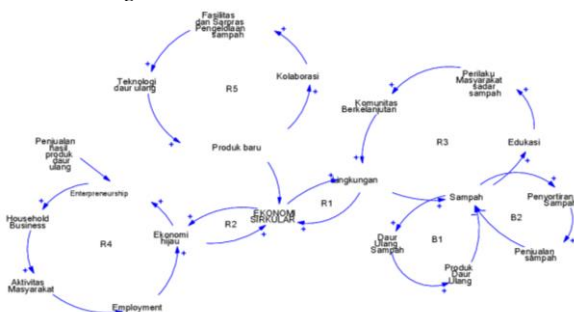 Fasilitas
dan Sarpras
Pengelolaan
sampah
Teknologi
daur ulang
R5
Kolaborasi
Produk baru
Perilaku
Masyarakat
sadar
sampah
Komunitas
Berkelanjutan
R3
Edukasi
Lingkungan
Sampah
Penyortiran
Sampah
B2
Penjualan
sampah
Daur
Ulang
Sampah
B1
Produk
Daur
Ulang
R1
EKONOMI
SIRKULAR
R2
Ekonomi
hijau
Penjualan
hasil
produk
daur
ulang
Enterpreneurship
Household
Business
R4
Aktivitas
Masyarakat
Employment